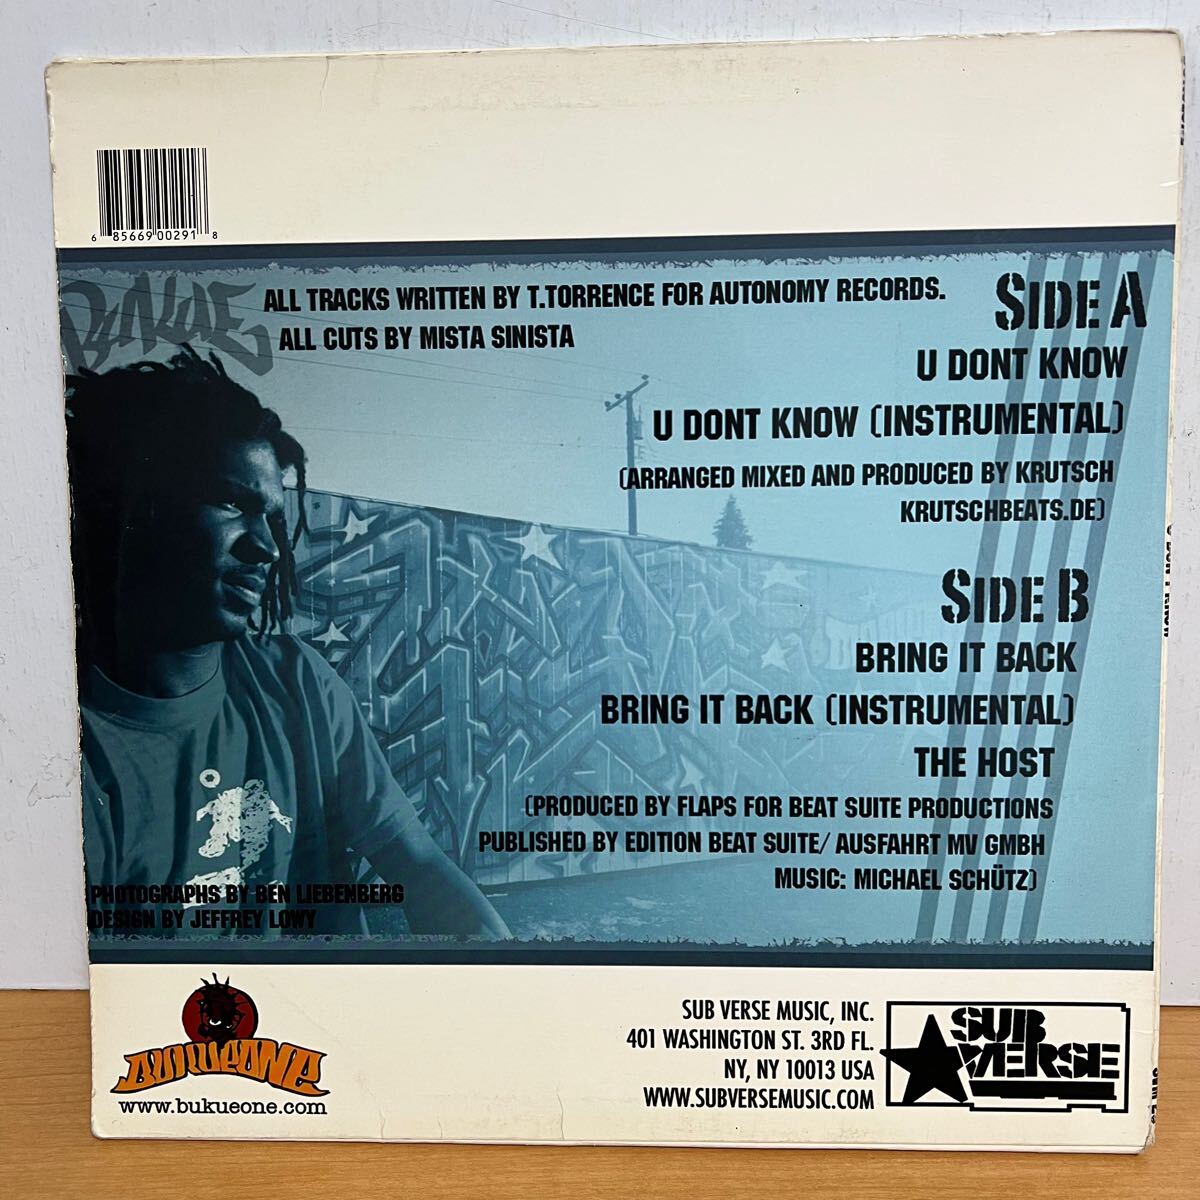 6 85669 00291 8
BUKUE
ALL TRACKS WRITTEN BY T.TORRENCE FOR AUTONOMY RECORDS.
ALL CUTS BY MISTA SINISTA
SIDE A
U DONT KNOW
U DONT KNOW (INSTRUMENTAL)
(ARRANGED MIXED AND PRODUCED BY KRUTSCH
KRUTSCHBEATS.DE)
SIDE B
BRING IT BACK
BRING IT BACK (INSTRUMENTAL)
THE HOST
(PRODUCED BY FLAPS FOR BEAT SUITE PRODUCTIONS
PUBLISHED BY EDITION BEAT SUITE/ AUSFAHRT MV GMBH
MUSIC: MICHAEL SCHÜTZ)
PHOTOGRAPHS BY BEN LIEBENBERG
DESIGN BY JEFFREY LOWY
BUKUEONE
www.bukueone.com
SUB VERSE MUSIC, INC.
401 WASHINGTON ST. 3RD FL.
NY, NY 10013 USA
WWW.SUBVERSEMUSIC.COM
SUB
VERSE
U DON'T KNOW